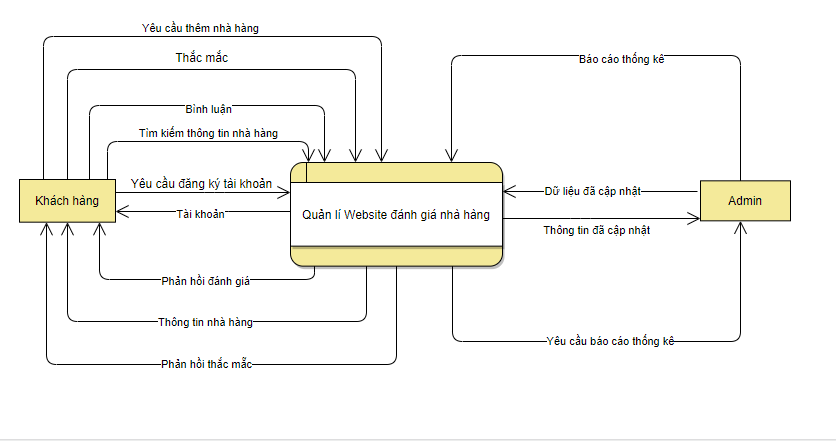 Yêu cầu thêm nhà hàng
Thắc mắc
Báo cáo thống kê
Bình luận
Tìm kiếm thông tin nhà hàng
Yêu cầu đăng ký tài khoản
Khách hàng
Tài khoản
Quản lí Website đánh giá nhà hàng
Dữ liệu đã cập nhật
Admin
Thông tin đã cập nhật
Phản hồi đánh giá
Thông tin nhà hàng
Yêu cầu báo cáo thống kê
Phản hồi thắc mắc